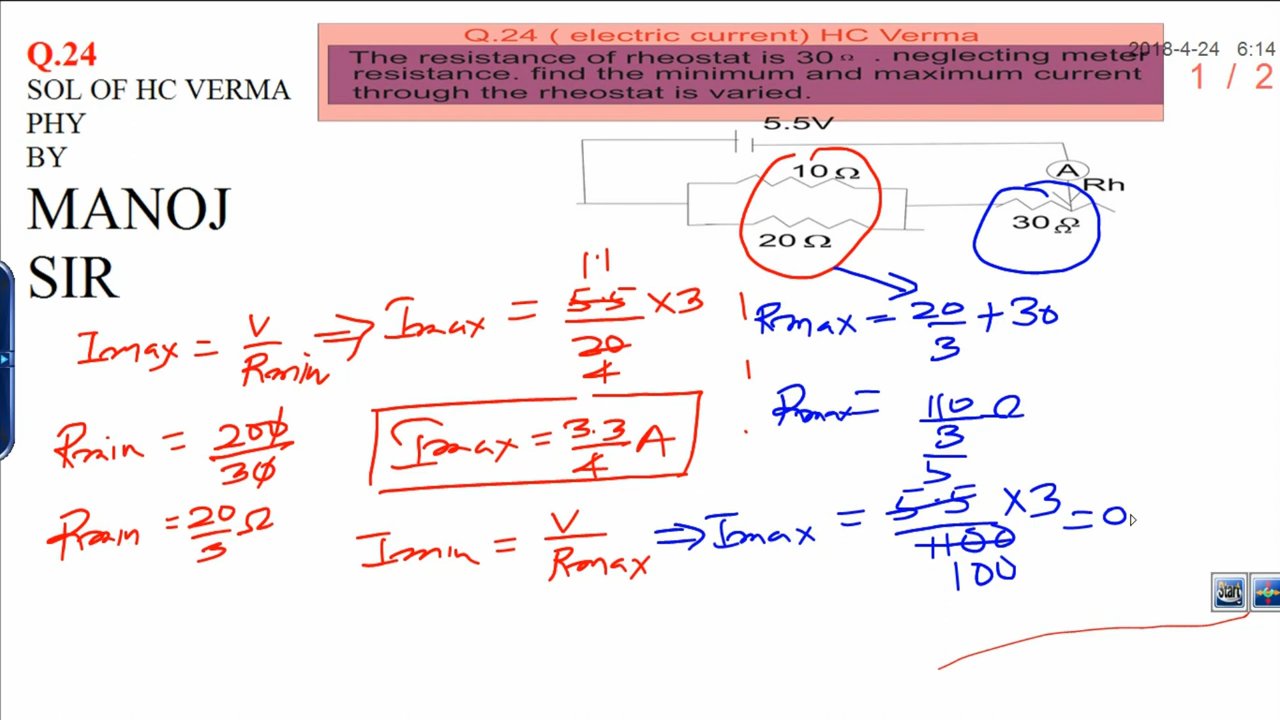 Q.24
SOL OF HC VERMA
PHY
BY
MANOJ
SIR
Q.24 ( electric current) HC Verma
The resistance of rheostat is 30 Ω . neglecting meter
resistance. find the minimum and maximum current
through the rheostat is varied.
2018-4-24 6:14
1 / 2
5.5V
10 Ω
20 Ω
A
Rh
30 Ω
Imax = V/Rmin ⇒ Imax = 5.5/20 × 3
1.1
4
Rmin = 200/30
Rmin = 20/3 Ω
Imax = 3.3/4 A
Rmax = 20/3 + 30
Rmax = 110/3 Ω
Imin = V/Rmax ⇒ Imax = 5.5/1100 × 3 = 0
5
100
Start